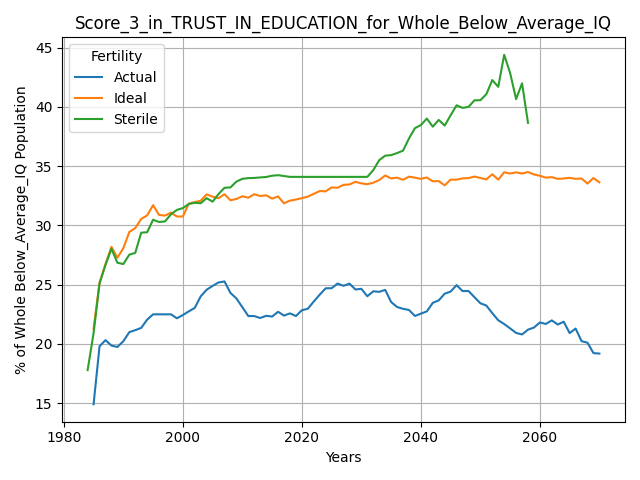 Score_3_in_TRUST_IN_EDUCATION_for_Whole_Below_Average_IQ
Fertility
Actual
Ideal
Sterile
% of Whole Below_Average_IQ Population
45
40
35
30
25
20
15
1980
2000
2020
2040
2060
Years